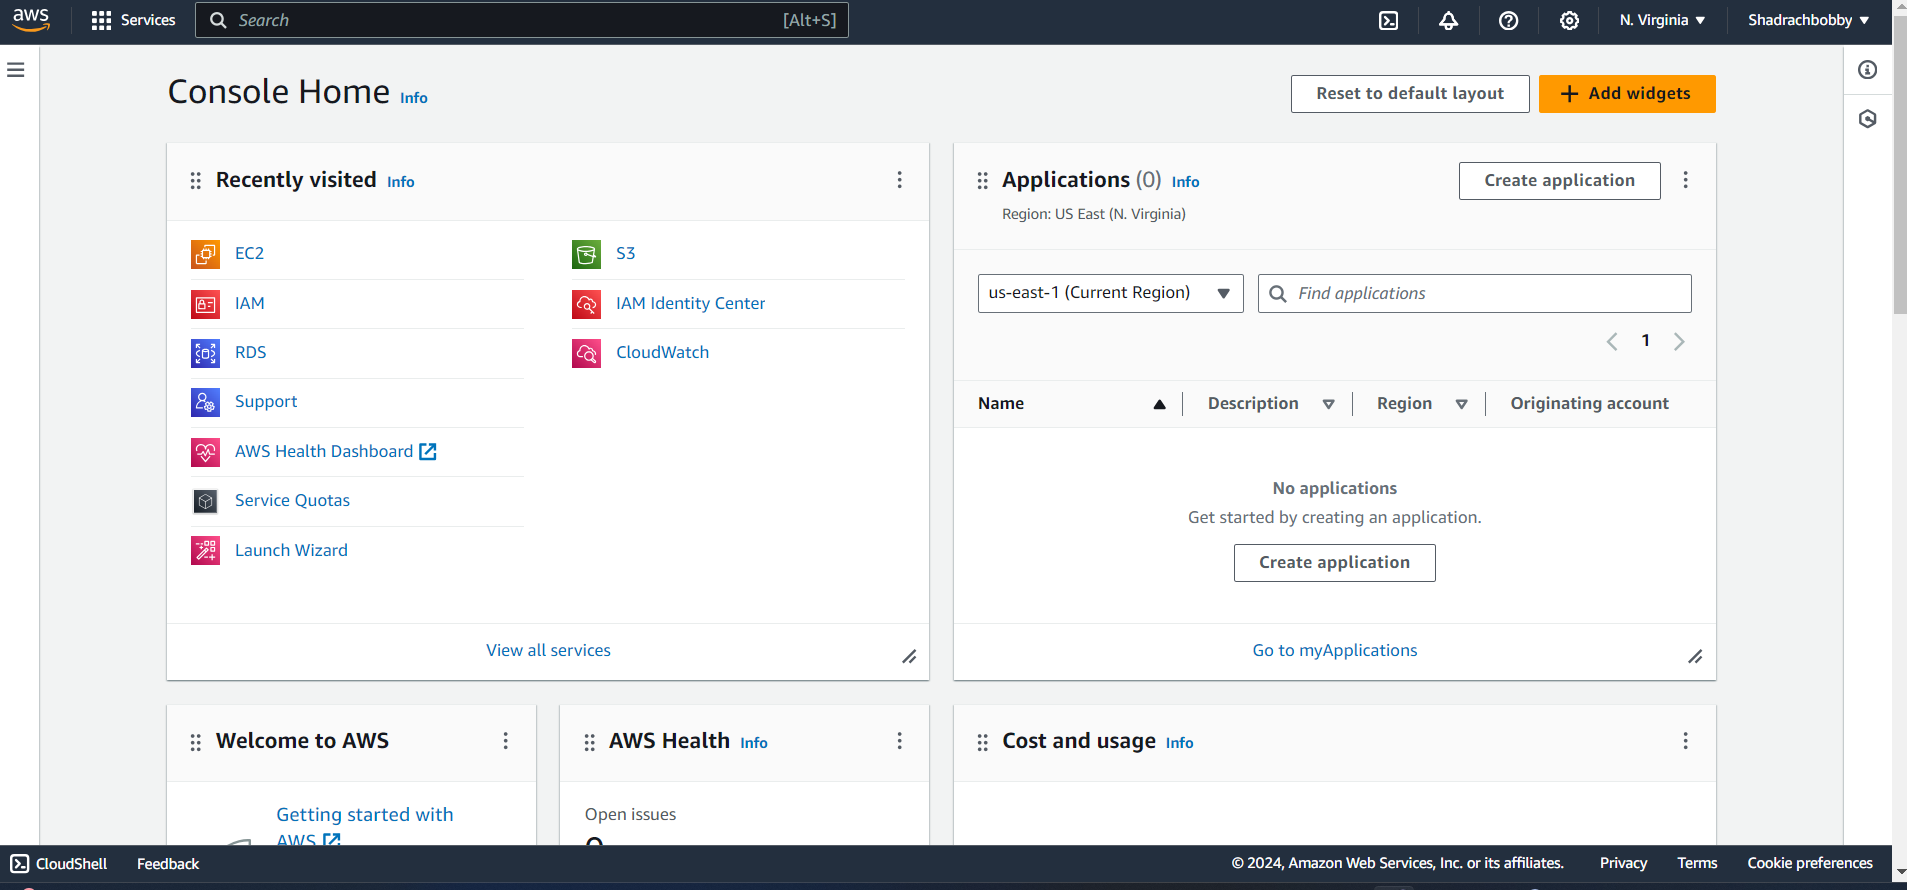 aws
Services
Search
[Alt+S]
N. Virginia
Shadrachbobby
Console Home Info
Reset to default layout
Add widgets
Recently visited Info
EC2
IAM
RDS
Support
AWS Health Dashboard
Service Quotas
Launch Wizard
S3
IAM Identity Center
CloudWatch
View all services
Applications (0) Info
Region: US East (N. Virginia)
Create application
us-east-1 (Current Region)
Find applications
1
Name
Description
Region
Originating account
No applications
Get started by creating an application.
Create application
Go to myApplications
Welcome to AWS
Getting started with
AWS
AWS Health Info
Open issues
0
Cost and usage Info
CloudShell
Feedback
© 2024, Amazon Web Services, Inc. or its affiliates.
Privacy
Terms
Cookie preferences